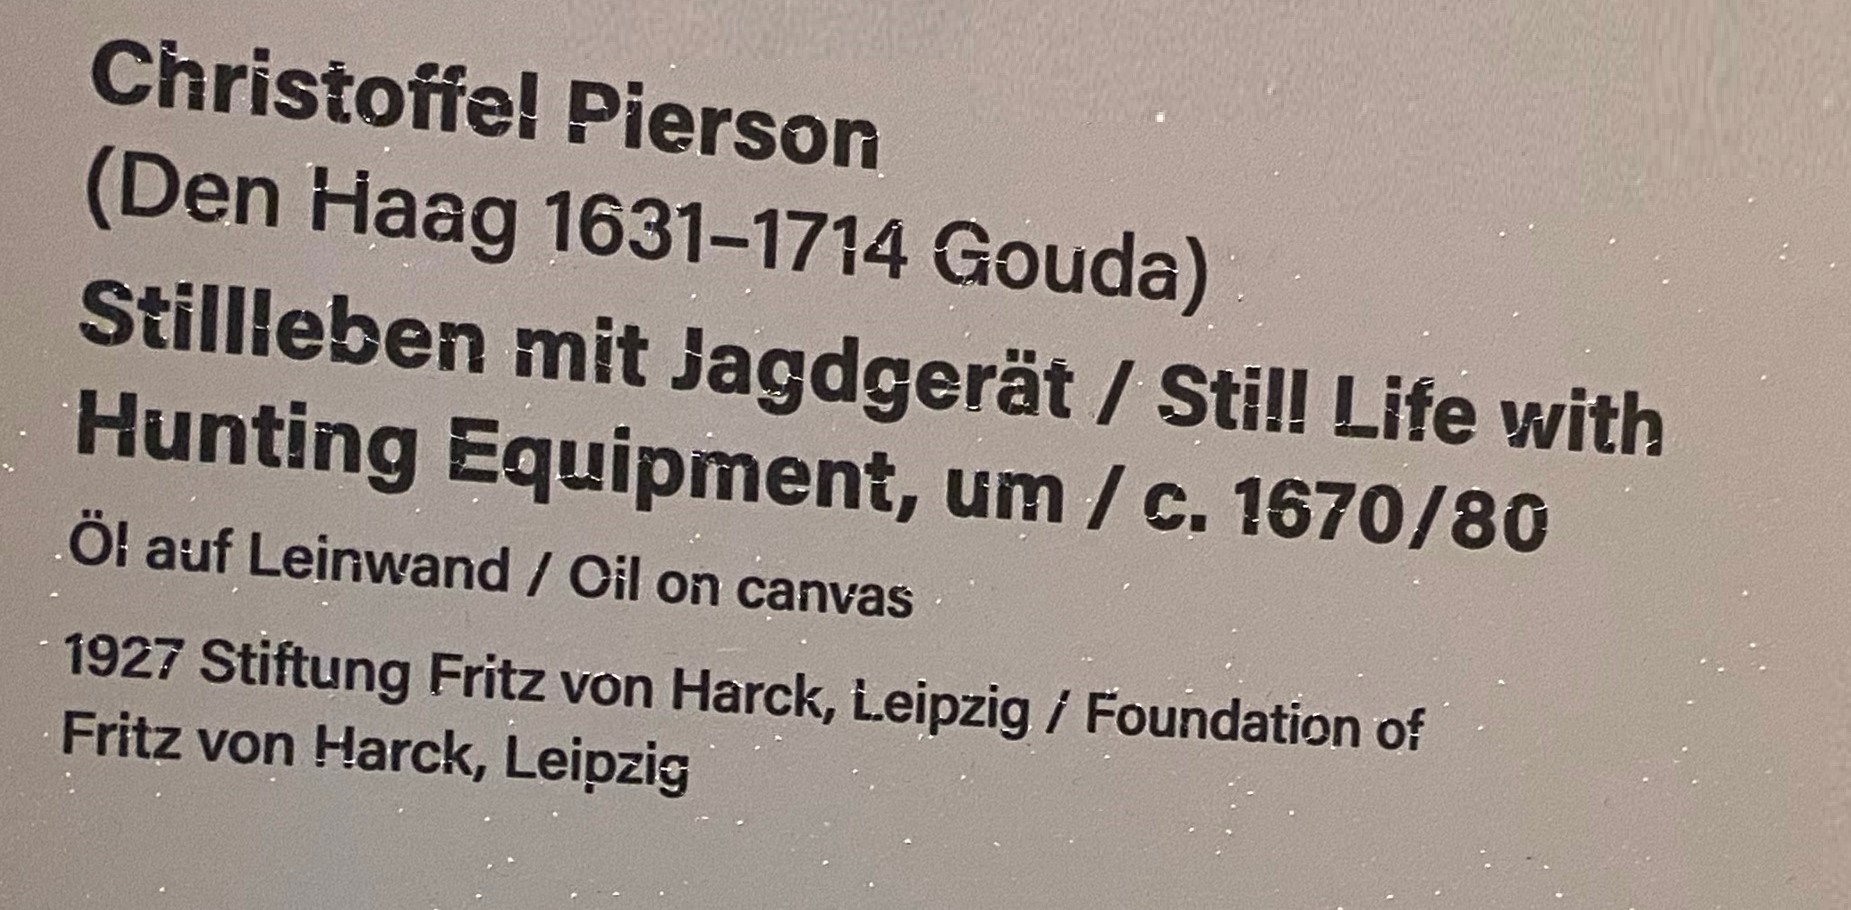 Christoffel Pierson
(Den Haag 1631–1714 Gouda)
Stillleben mit Jagdgerät / Still Life with
Hunting Equipment, um / c. 1670/80
Öl auf Leinwand / Oil on canvas
1927 Stiftung Fritz von Harck, Leipzig / Foundation of
Fritz von Harck, Leipzig